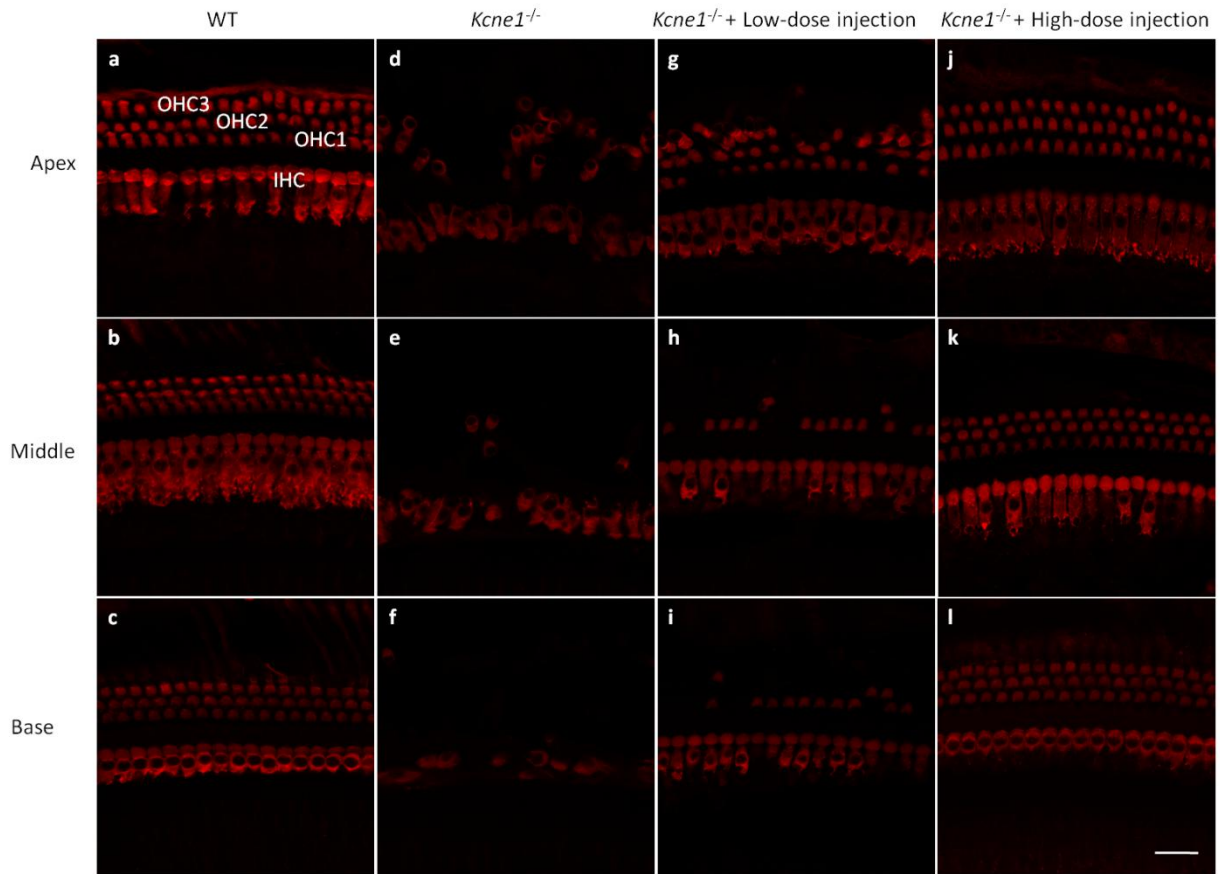 WT Kcne1-/- Kcne1-/- + Low-dose injection Kcne1-/- + High-dose injection
Apex
a d g j
OHC3
OHC2
OHC1
IHC
Middle
b e h k
Base
c f i l